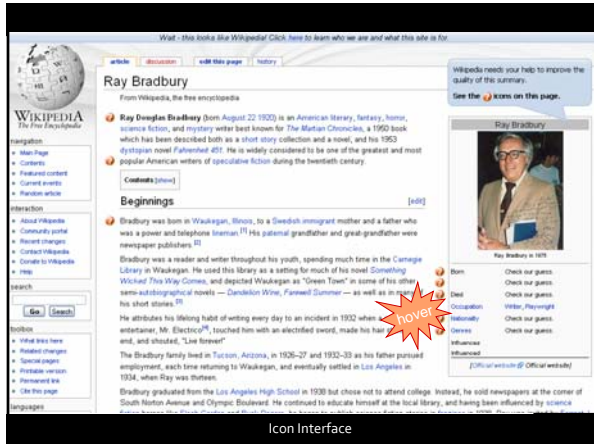 Wait - this looks like Wikipedia! Click here to learn who we are and what this site is for
article discussion edit this page history
Ray Bradbury
From Wikipedia, the free encyclopedia
Ray Douglas Bradbury (born August 22 1920) is an American literary, fantasy, horror,
science fiction, and mystery writer best known for The Martian Chronicles, a 1950 book
which has been described both as a short story collection and a novel, and his 1953
dystopian novel Fahrenheit 451. He is widely considered to be one of the greatest and most
popular American writers of speculative fiction during the twentieth century.
Contents [show]
Beginnings [edit]
Bradbury was born in Waukegan, Illinois, to a Swedish immigrant mother and a father who
was a power and telephone lineman.[1] His paternal grandfather and great-grandfather were
newspaper publishers.[2]
Bradbury was a reader and writer throughout his youth, spending much time in the Carnegie
Library in Waukegan. He used this library as a setting for much of his novel Something
Wicked This Way Comes, and depicted Waukegan as "Green Town" in some of his other
semi-autobiographical novels — Dandelion Wine, Farewell Summer — as well as in many of
his short stories.[3]
He attributes his lifelong habit of writing every day to an incident in 1932 when a
entertainer, Mr. Electrico[4], touched him with an electrified sword, made his hair
end, and shouted, "Live forever!"
The Bradbury family lived in Tucson, Arizona, in 1926–27 and 1932–33 as his father pursued
employment, each time returning to Waukegan, and eventually settled in Los Angeles in
1934, when Ray was thirteen.
Bradbury graduated from the Los Angeles High School in 1938 but chose not to attend college. Instead, he sold newspapers at the corner of
South Norton Avenue and Olympic Boulevard. He continued to educate himself at the local library, and having been influenced by science
WIKIPEDIA
The Free Encyclopedia
navigation
Main Page
Contents
Featured content
Current events
Random article
interaction
About Wikipedia
Community portal
Recent changes
Contact Wikipedia
Donate to Wikipedia
Help
search
Go Search
toolbox
What links here
Related changes
Special pages
Printable version
Permanent link
Cite this page
languages
Wikipedia needs your help to improve the
quality of this summary.
See the icons on this page.
Ray Bradbury
Ray Bradbury in 1975
Born Check our guess.
Check our guess.
Died Check our guess.
Occupation Writer, Playwright
Nationality Check our guess.
Genres Check our guess.
Influences
Influenced
[Official website Official website]
hover
Icon Interface